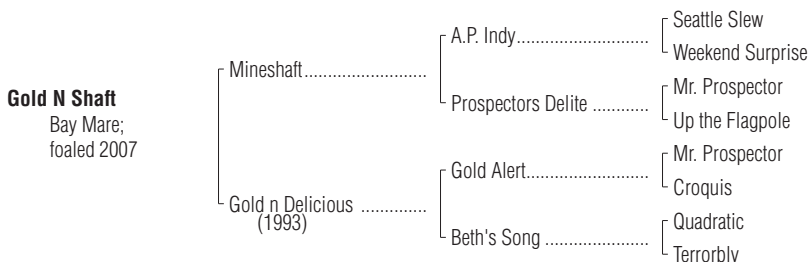 Seattle Slew
A.P. Indy..............................
Weekend Surprise
Mineshaft............................
Mr. Prospector
Prospectors Delite .............
Up the Flagpole
Gold N Shaft
Bay Mare;
foaled 2007
Mr. Prospector
Gold Alert............................
Croquis
Gold n Delicious ...............
(1993)
Quadratic
Beth's Song .......................
Terrorbly